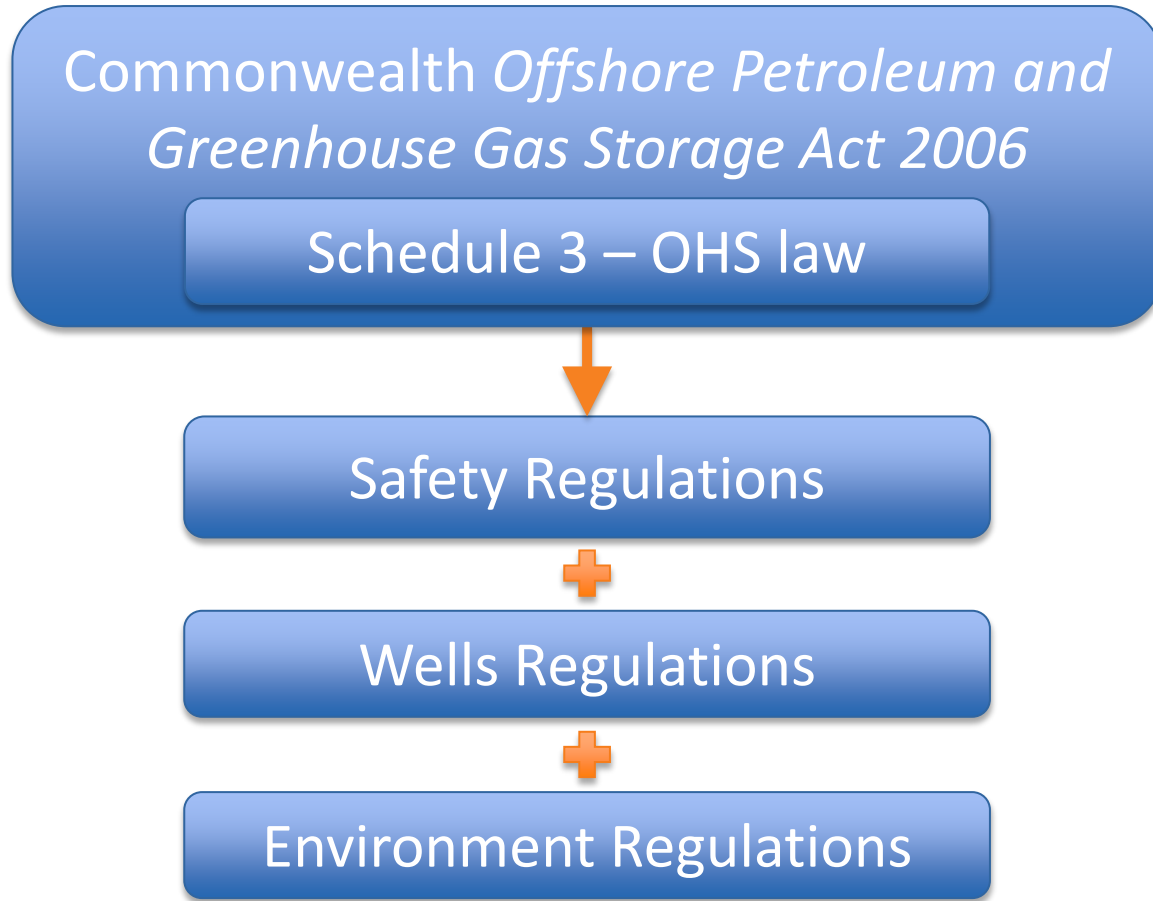 Commonwealth Offshore Petroleum and
Greenhouse Gas Storage Act 2006
Schedule 3 – OHS law
Safety Regulations
Wells Regulations
Environment Regulations